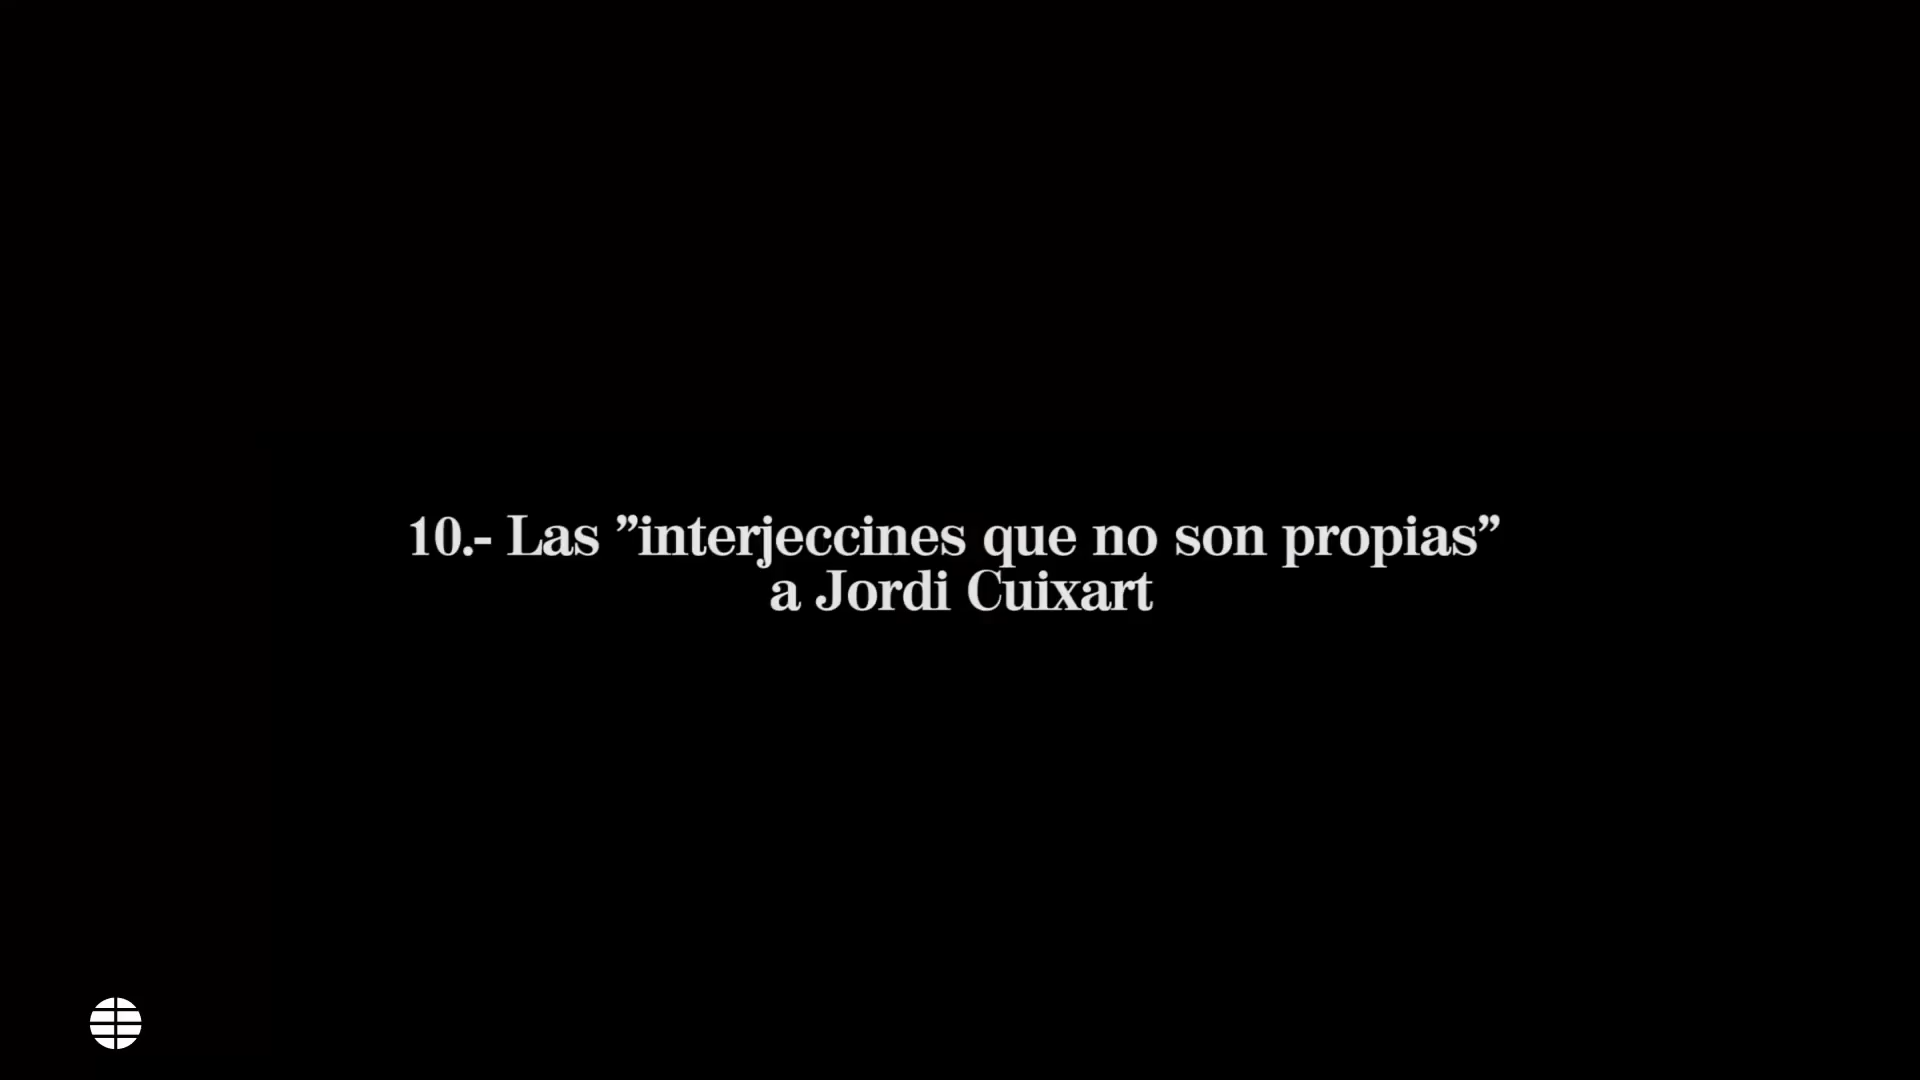 10.- Las ”interjeccines que no son propias”
a Jordi Cuixart